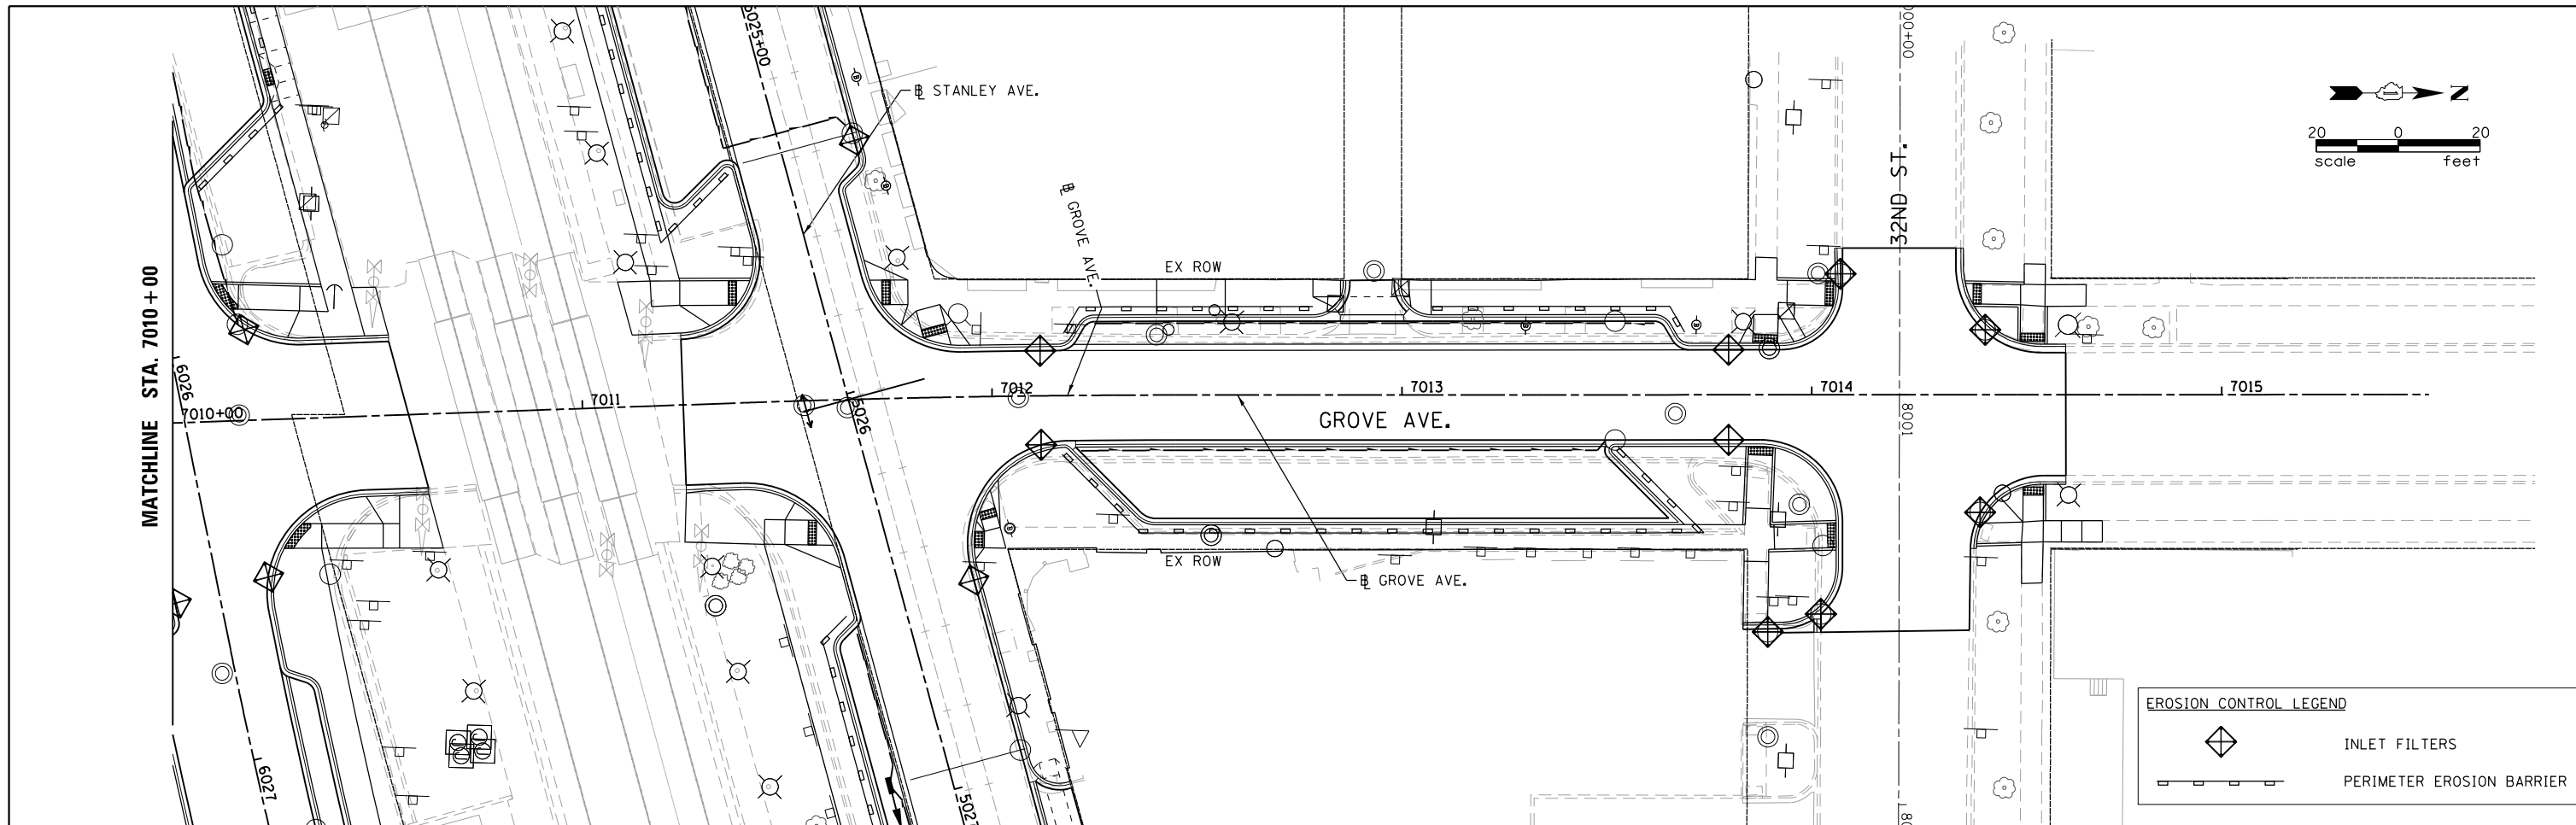 5025+00
000+00
℄ STANLEY AVE.
N
20 0 20
scale feet
32ND ST.
℄ GROVE AVE.
EX ROW
MATCHLINE STA. 7010+00
6026
7010+00
7011
7012
7013
7014
7015
5026
8001
GROVE AVE.
EX ROW
℄ GROVE AVE.
6027
5027
80
EROSION CONTROL LEGEND
INLET FILTERS
PERIMETER EROSION BARRIER